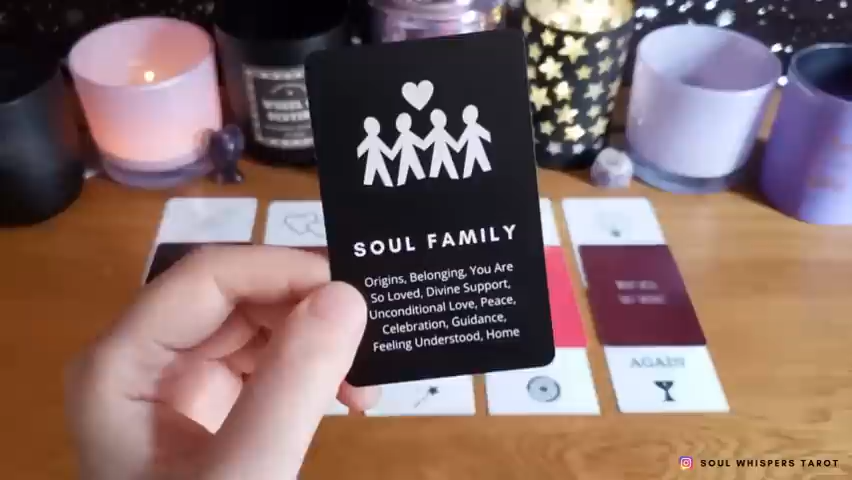 SOUL FAMILY
Origins, Belonging, You Are
So Loved, Divine Support,
Unconditional Love, Peace,
Celebration, Guidance,
Feeling Understood, Home
AGAIN
SOUL WHISPERS TAROT